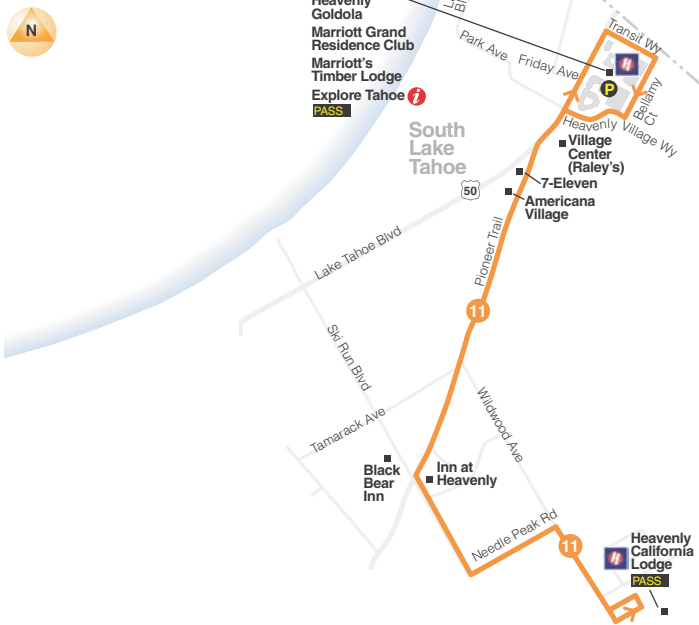 N
Heavenly
Goldola
Marriott Grand
Residence Club
Marriott's
Timber Lodge
Explore Tahoe i
PASS
South
Lake
Tahoe
Park Ave
Friday Ave
Transit Wy
H
P
Bellamy
Ct
Heavenly Village Wy
Village
Center
(Raley's)
7-Eleven
Americana
Village
50
Lake Tahoe Blvd
Pioneer Trail
11
Ski Run Blvd
Tamarack Ave
Wildwood Ave
Black
Bear
Inn
Inn at
Heavenly
Needle Peak Rd
11
H
Heavenly
California
Lodge
PASS